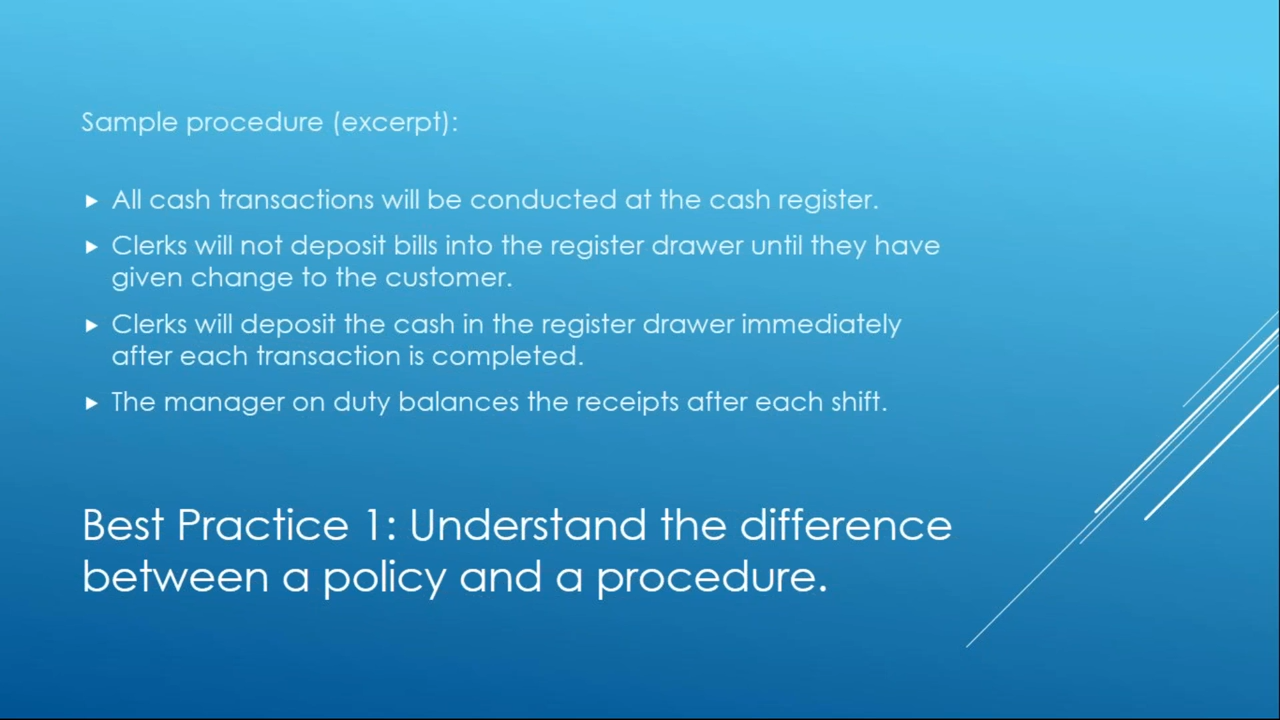 Sample procedure (excerpt):
All cash transactions will be conducted at the cash register.
Clerks will not deposit bills into the register drawer until they have
given change to the customer.
Clerks will deposit the cash in the register drawer immediately
after each transaction is completed.
The manager on duty balances the receipts after each shift.
Best Practice 1: Understand the difference
between a policy and a procedure.